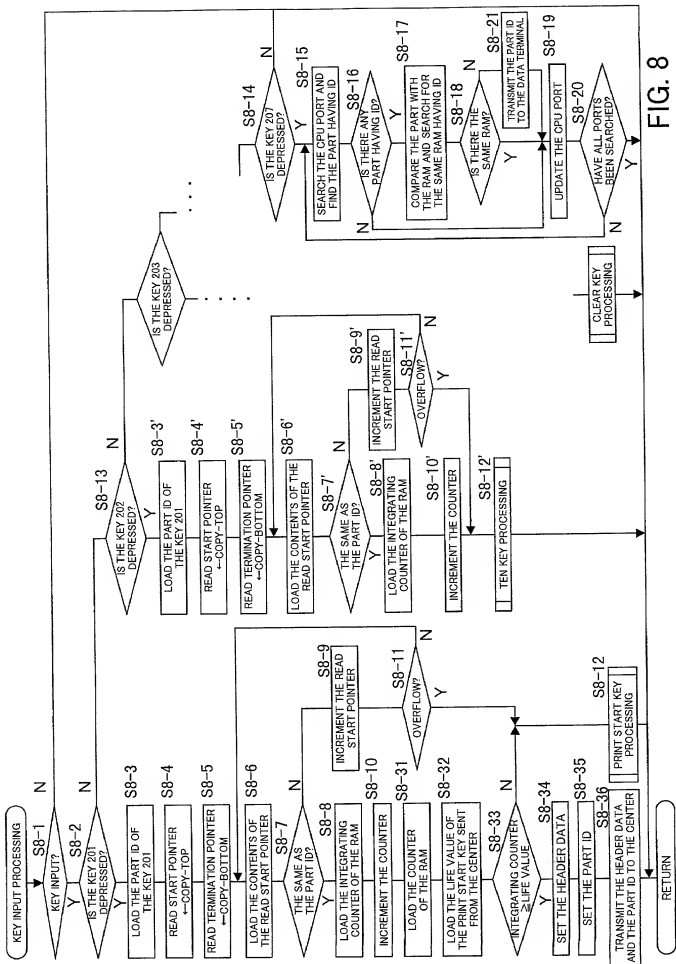 KEY INPUT PROCESSING
S8-1
KEY INPUT?
N
Y
S8-2
IS THE KEY 201
DEPRESSED?
N
Y
S8-3
LOAD THE PART ID OF
THE KEY 201
S8-4
READ START POINTER
←COPY-TOP
S8-5
READ TERMINATION POINTER
←COPY-BOTTOM
S8-6
LOAD THE CONTENTS OF
THE READ START POINTER
S8-7
THE SAME AS
THE PART ID?
N
Y
S8-8
LOAD THE INTEGRATING
COUNTER OF THE RAM
S8-9
INCREMENT THE READ
START POINTER
S8-10
INCREMENT THE COUNTER
S8-11
OVERFLOW?
N
Y
S8-31
LOAD THE COUNTER
OF THE RAM
S8-32
LOAD THE LIFE VALUE OF
THE PRINT START KEY SENT
FROM THE CENTER
S8-33
INTEGRATING COUNTER
≧LIFE VALUE
N
Y
S8-34
SET THE HEADER DATA
S8-35
SET THE PART ID
S8-36
TRANSMIT THE HEADER DATA
AND THE PART ID TO THE CENTER
S8-12
PRINT START KEY
PROCESSING
RETURN
S8-13
IS THE KEY 202
DEPRESSED?
N
Y
S8-3'
LOAD THE PART ID OF
THE KEY 201
S8-4'
READ START POINTER
←COPY-TOP
S8-5'
READ TERMINATION POINTER
←COPY-BOTTOM
S8-6'
LOAD THE CONTENTS OF THE
READ START POINTER
S8-7'
THE SAME AS
THE PART ID?
N
Y
S8-8'
LOAD THE INTEGRATING
COUNTER OF THE RAM
S8-9'
INCREMENT THE READ
START POINTER
S8-10'
INCREMENT THE COUNTER
S8-11'
OVERFLOW?
N
Y
S8-12'
TEN KEY PROCESSING
IS THE KEY 203
DEPRESSED?
CLEAR KEY
PROCESSING
S8-14
IS THE KEY 207
DEPRESSED?
N
Y
S8-15
SEARCH THE CPU PORT AND
FIND THE PART HAVING ID
S8-16
IS THERE ANY
PART HAVING ID?
N
Y
S8-17
COMPARE THE PART WITH
THE RAM AND SEARCH FOR
THE SAME RAM HAVING ID
S8-18
IS THERE THE
SAME RAM?
N
Y
S8-21
TRANSMIT THE PART ID
TO THE DATA TERMINAL
S8-19
UPDATE THE CPU PORT
S8-20
HAVE ALL PORTS
BEEN SEARCHED?
N
Y
FIG. 8